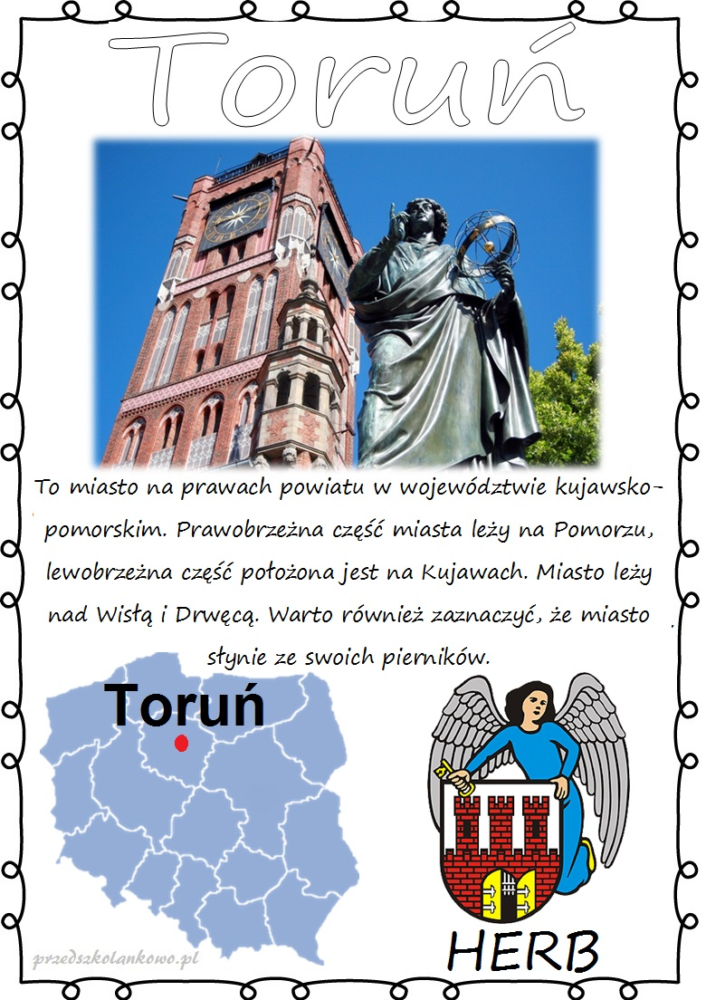 Toruń
To miasto na prawach powiatu w województwie kujawsko-
pomorskim. Prawobrzeżna część miasta leży na Pomorzu,
lewobrzeżna część położona jest na Kujawach. Miasto leży
nad Wisłą i Drwęcą. Warto również zaznaczyć, że miasto
słynie ze swoich pierników.
Toruń
HERB
przedszkolankowo.pl